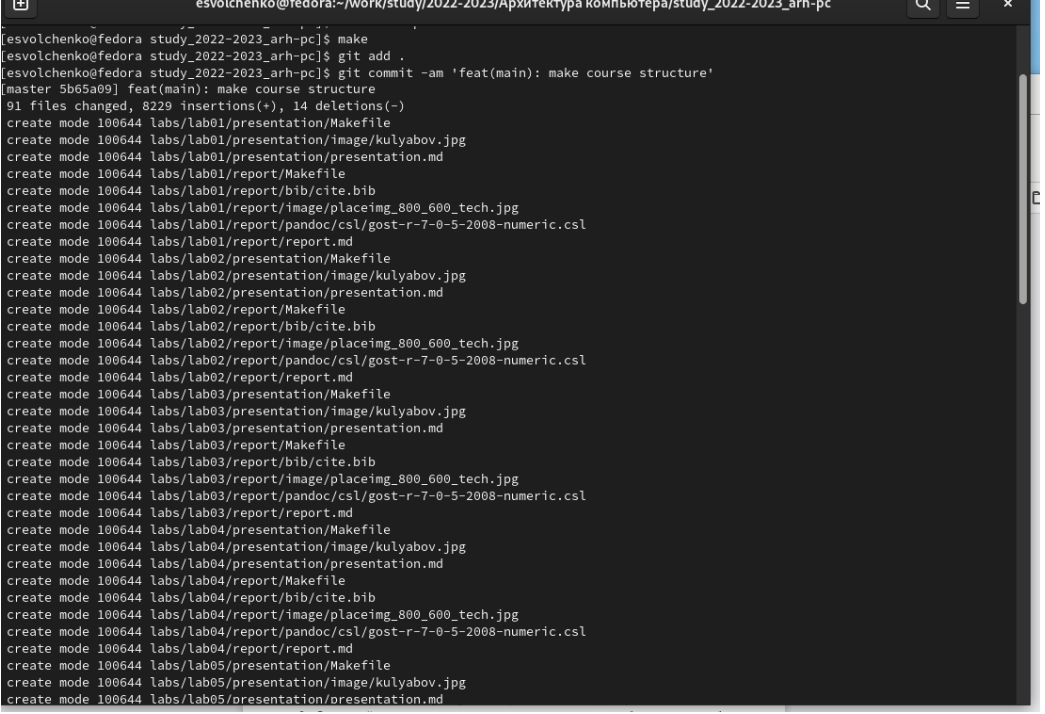 esvolchenko@fedora:~/work/study/2022-2023/Архитектура компьютера/study_2022-2023_arh-pc
[esvolchenko@fedora study_2022-2023_arh-pc]$ make
[esvolchenko@fedora study_2022-2023_arh-pc]$ git add .
[esvolchenko@fedora study_2022-2023_arh-pc]$ git commit -am 'feat(main): make course structure'
[master 5b65a09] feat(main): make course structure
91 files changed, 8229 insertions(+), 14 deletions(-)
create mode 100644 labs/lab01/presentation/Makefile
create mode 100644 labs/lab01/presentation/image/kulyabov.jpg
create mode 100644 labs/lab01/presentation/presentation.md
create mode 100644 labs/lab01/report/Makefile
create mode 100644 labs/lab01/report/bib/cite.bib
create mode 100644 labs/lab01/report/image/placeimg_800_600_tech.jpg
create mode 100644 labs/lab01/report/pandoc/csl/gost-r-7-0-5-2008-numeric.csl
create mode 100644 labs/lab01/report/report.md
create mode 100644 labs/lab02/presentation/Makefile
create mode 100644 labs/lab02/presentation/image/kulyabov.jpg
create mode 100644 labs/lab02/presentation/presentation.md
create mode 100644 labs/lab02/report/Makefile
create mode 100644 labs/lab02/report/bib/cite.bib
create mode 100644 labs/lab02/report/image/placeimg_800_600_tech.jpg
create mode 100644 labs/lab02/report/pandoc/csl/gost-r-7-0-5-2008-numeric.csl
create mode 100644 labs/lab02/report/report.md
create mode 100644 labs/lab03/presentation/Makefile
create mode 100644 labs/lab03/presentation/image/kulyabov.jpg
create mode 100644 labs/lab03/presentation/presentation.md
create mode 100644 labs/lab03/report/Makefile
create mode 100644 labs/lab03/report/bib/cite.bib
create mode 100644 labs/lab03/report/image/placeimg_800_600_tech.jpg
create mode 100644 labs/lab03/report/pandoc/csl/gost-r-7-0-5-2008-numeric.csl
create mode 100644 labs/lab03/report/report.md
create mode 100644 labs/lab04/presentation/Makefile
create mode 100644 labs/lab04/presentation/image/kulyabov.jpg
create mode 100644 labs/lab04/presentation/presentation.md
create mode 100644 labs/lab04/report/Makefile
create mode 100644 labs/lab04/report/bib/cite.bib
create mode 100644 labs/lab04/report/image/placeimg_800_600_tech.jpg
create mode 100644 labs/lab04/report/pandoc/csl/gost-r-7-0-5-2008-numeric.csl
create mode 100644 labs/lab04/report/report.md
create mode 100644 labs/lab05/presentation/Makefile
create mode 100644 labs/lab05/presentation/image/kulyabov.jpg
create mode 100644 labs/lab05/presentation/presentation.md